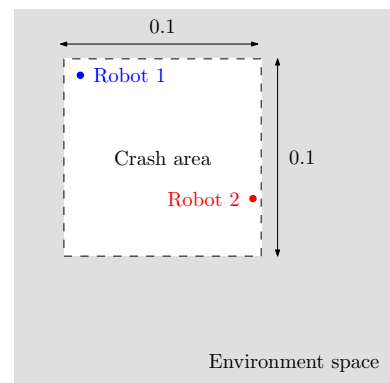 0.1
Robot 1
Crash area
0.1
Robot 2
Environment space